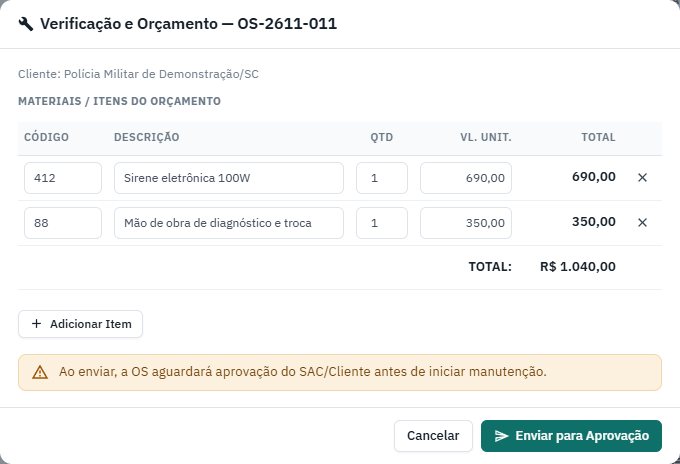 Verificação e Orçamento — OS-2611-011
Cliente: Polícia Militar de Demonstração/SC
MATERIAIS / ITENS DO ORÇAMENTO
CÓDIGO DESCRIÇÃO QTD VL. UNIT. TOTAL
412 Sirene eletrônica 100W 1 690,00 690,00
88 Mão de obra de diagnóstico e troca 1 350,00 350,00
TOTAL: R$ 1.040,00
Adicionar Item
Ao enviar, a OS aguardará aprovação do SAC/Cliente antes de iniciar manutenção.
Cancelar Enviar para Aprovação